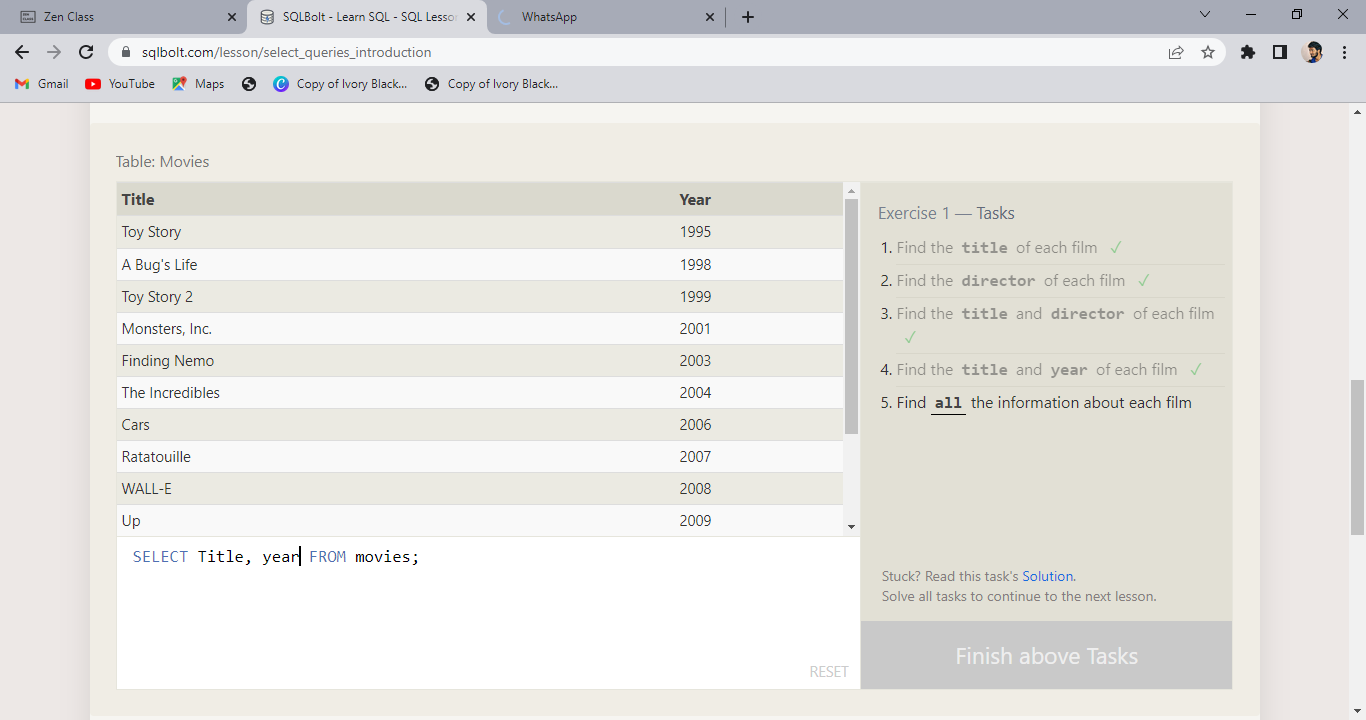 Zen Class
SQLBolt - Learn SQL - SQL Lesson
WhatsApp
sqlbolt.com/lesson/select_queries_introduction
Gmail
YouTube
Maps
Copy of Ivory Black...
Copy of Ivory Black...
Table: Movies
Title Year
Toy Story 1995
A Bug's Life 1998
Toy Story 2 1999
Monsters, Inc. 2001
Finding Nemo 2003
The Incredibles 2004
Cars 2006
Ratatouille 2007
WALL-E 2008
Up 2009
SELECT Title, year FROM movies;
RESET
Exercise 1 — Tasks
1. Find the title of each film ✓
2. Find the director of each film ✓
3. Find the title and director of each film
✓
4. Find the title and year of each film ✓
5. Find all the information about each film
Stuck? Read this task's Solution.
Solve all tasks to continue to the next lesson.
Finish above Tasks